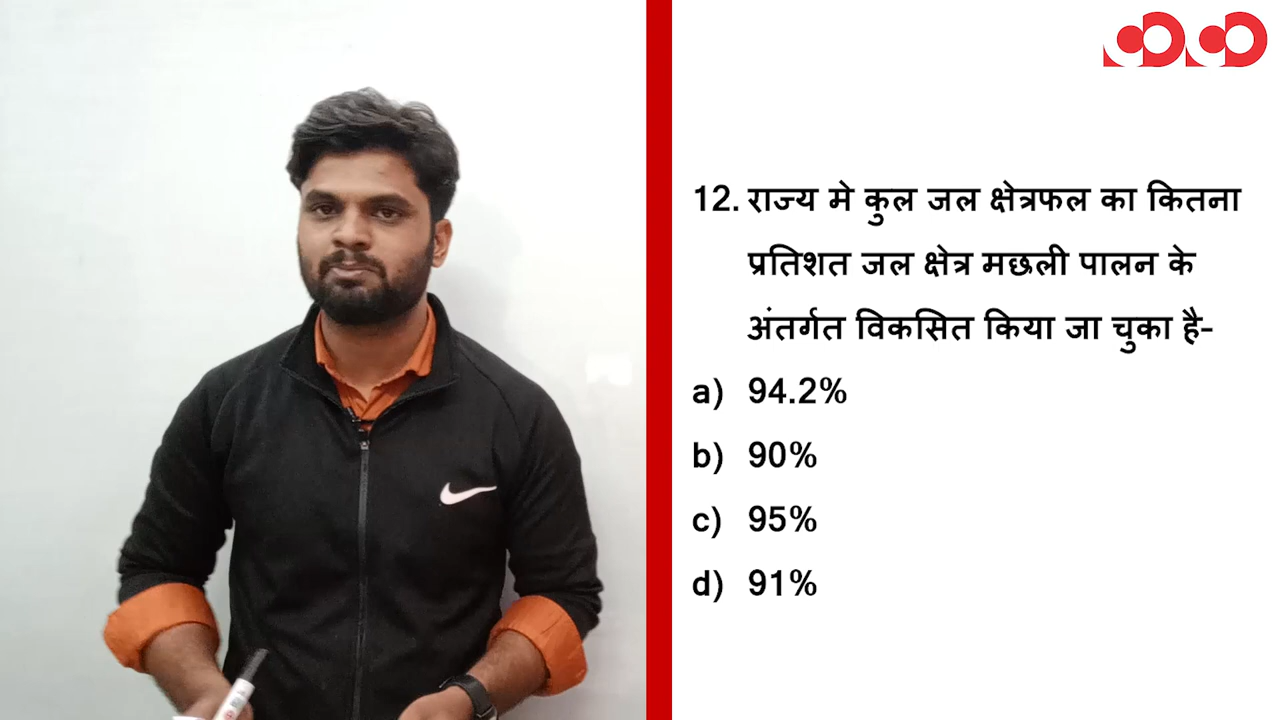 12. राज्य मे कुल जल क्षेत्रफल का कितना
प्रतिशत जल क्षेत्र मछली पालन के
अंतर्गत विकसित किया जा चुका है-
a) 94.2%
b) 90%
c) 95%
d) 91%